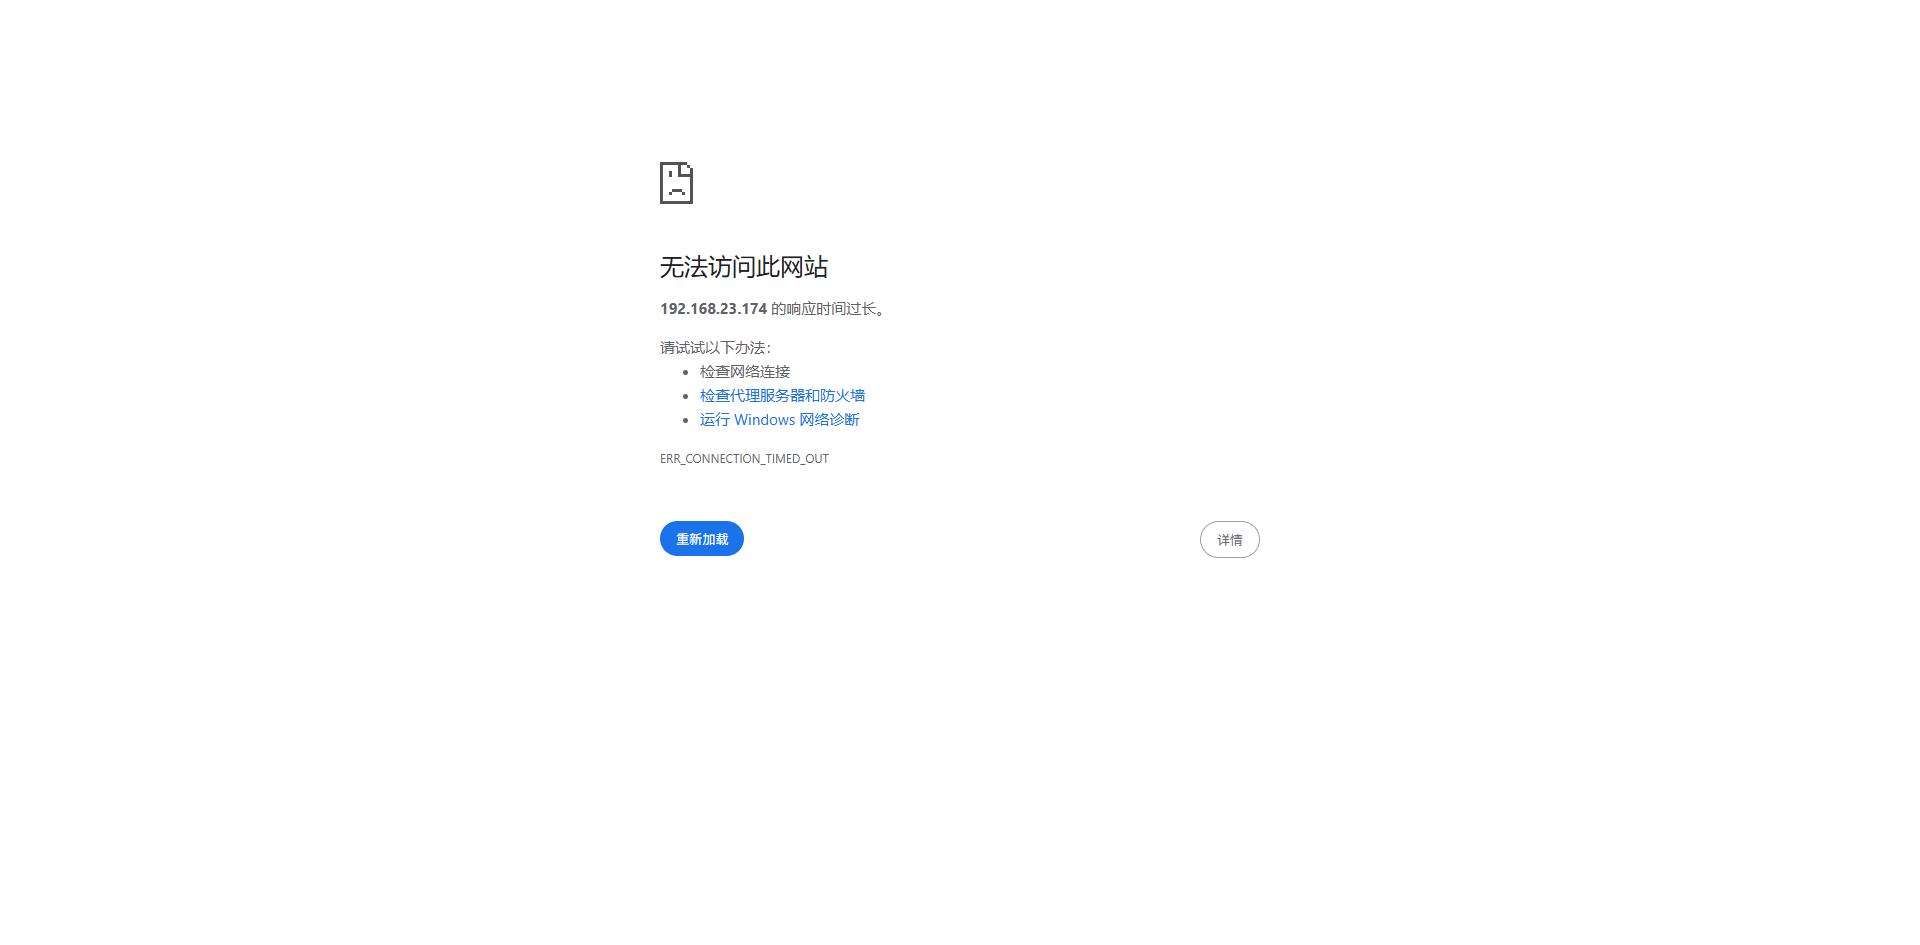 无法访问此网站
192.168.23.174 的响应时间过长。
请试试以下办法：
检查网络连接
检查代理服务器和防火墙
运行 Windows 网络诊断
ERR_CONNECTION_TIMED_OUT
重新加载
详情